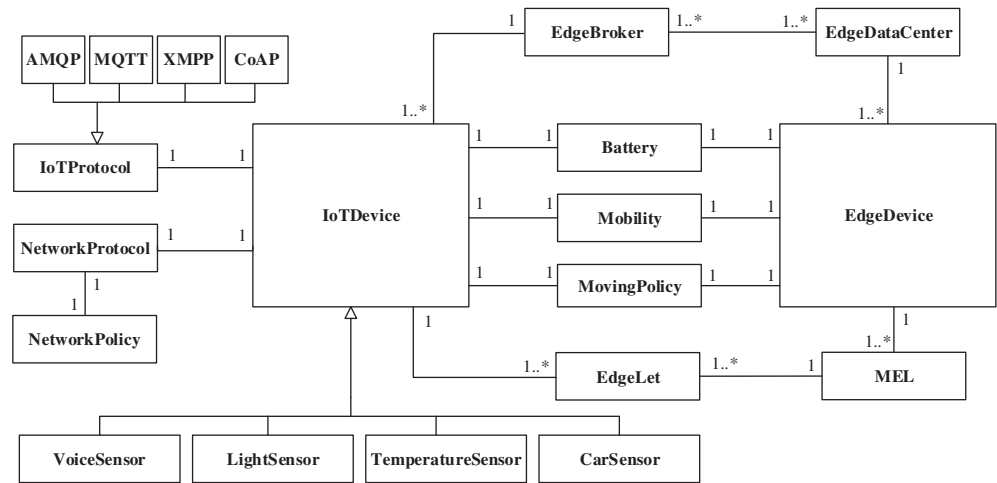 1
EdgeBroker
1..*
1..*
EdgeDataCenter
AMQP
MQTT
XMPP
CoAP
1
1..*
1..*
IoTProtocol
1
1
IoTDevice
1
1
Battery
1
1
EdgeDevice
1
1
Mobility
1
1
NetworkProtocol
1
1
1
1
MovingPolicy
1
1
1
1
NetworkPolicy
1
1
1..*
1..*
EdgeLet
1..*
1
MEL
VoiceSensor
LightSensor
TemperatureSensor
CarSensor